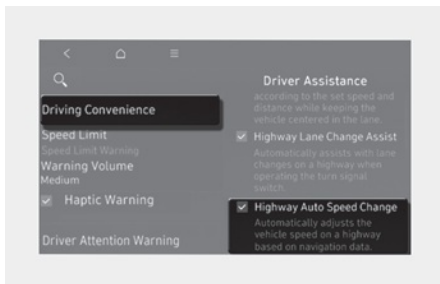 Driving Convenience
Speed Limit
Speed Limit Warning
Warning Volume
Medium
Haptic Warning
Driver Attention Warning
Driver Assistance
according to the set speed and
distance while keeping the
vehicle centered in the lane.
Highway Lane Change Assist
Automatically assists with lane
changes on a highway when
operating the turn signal
switch.
Highway Auto Speed Change
Automatically adjusts the
vehicle speed on a highway
based on navigation data.